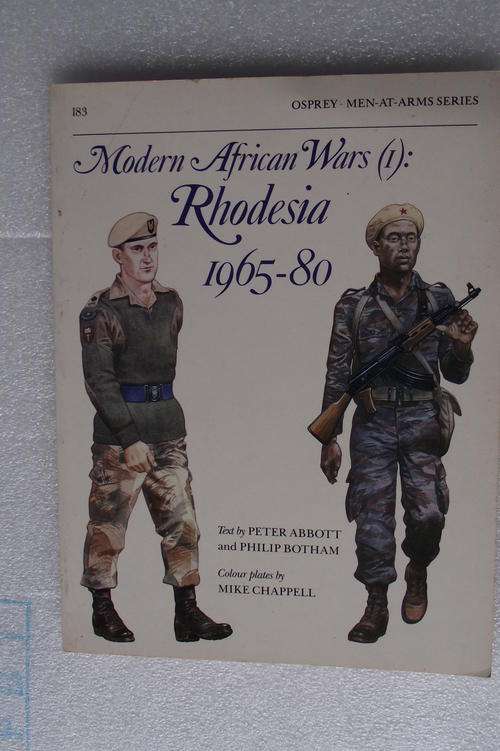 183
OSPREY · MEN-AT-ARMS SERIES
Modern African Wars (1):
Rhodesia
1965-80
Text by PETER ABBOTT
and PHILIP BOTHAM
Colour plates by
MIKE CHAPPELL